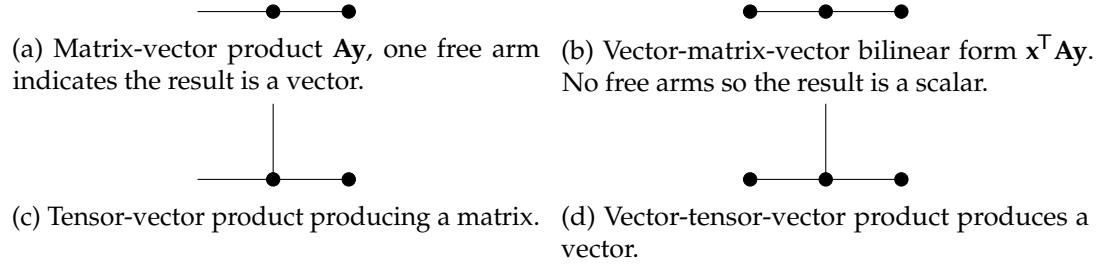 (a) Matrix-vector product Ay, one free arm
indicates the result is a vector.
(b) Vector-matrix-vector bilinear form x⊤Ay.
No free arms so the result is a scalar.
(c) Tensor-vector product producing a matrix.
(d) Vector-tensor-vector product produces a
vector.